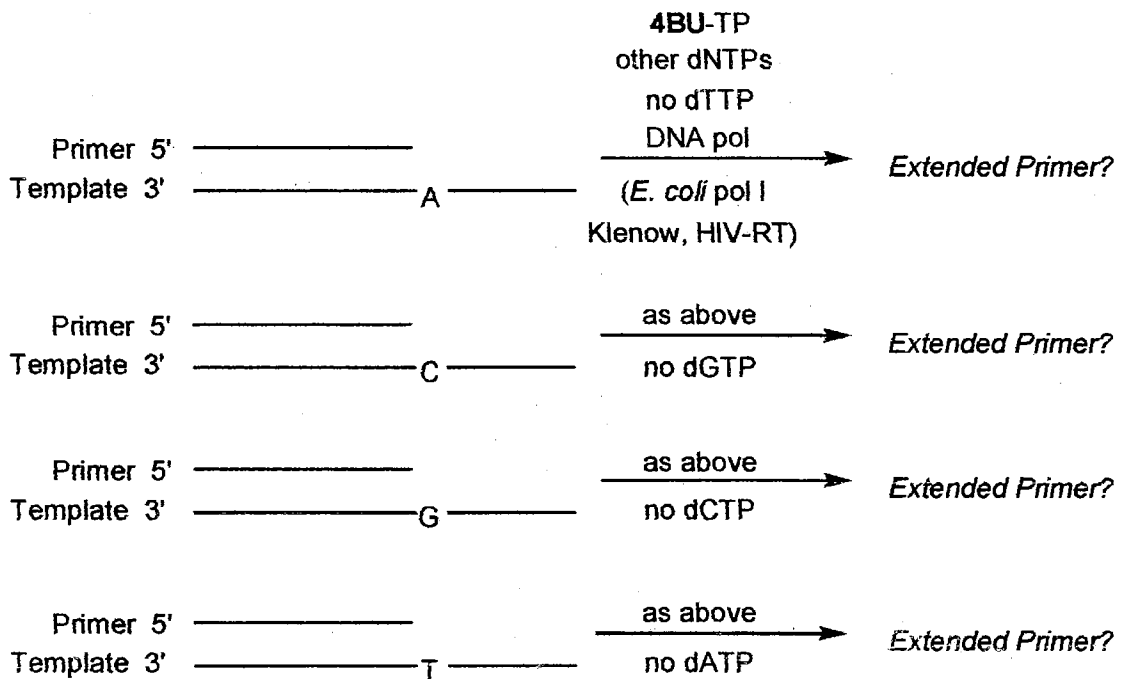 4BU-TP
other dNTPs
no dTTP
DNA pol
Primer 5'
Template 3'
A
(E. coli pol I
Klenow, HIV-RT)
Extended Primer?
Primer 5'
Template 3'
C
as above
no dGTP
Extended Primer?
Primer 5'
Template 3'
G
as above
no dCTP
Extended Primer?
Primer 5'
Template 3'
T
as above
no dATP
Extended Primer?